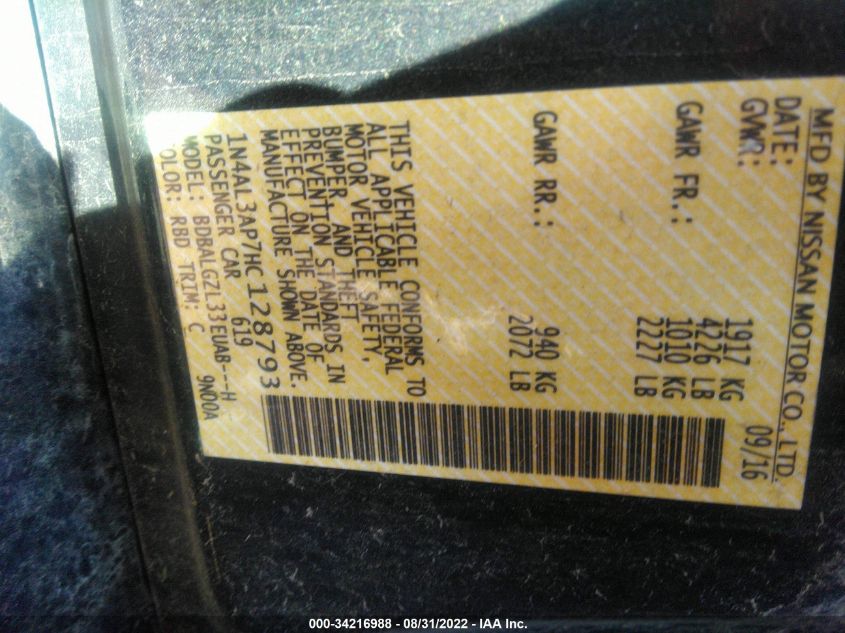 MFD BY NISSAN MOTOR CO., LTD.
DATE: 09/16
GVWR: 1917 KG
4226 LB
GAWR FR.: 1010 KG
2227 LB
GAWR RR.: 940 KG
2072 LB
THIS VEHICLE CONFORMS TO
ALL APPLICABLE FEDERAL
MOTOR VEHICLE SAFETY,
BUMPER AND THEFT
PREVENTION STANDARDS IN
EFFECT ON THE DATE OF
MANUFACTURE SHOWN ABOVE.
1N4AL3AP7HC128793
PASSENGER CAR 619
MODEL: BDBALGZL33EUAB---H
COLOR: RBD TRIM: C 9N00A
000-34216988 - 08/31/2022 - IAA Inc.